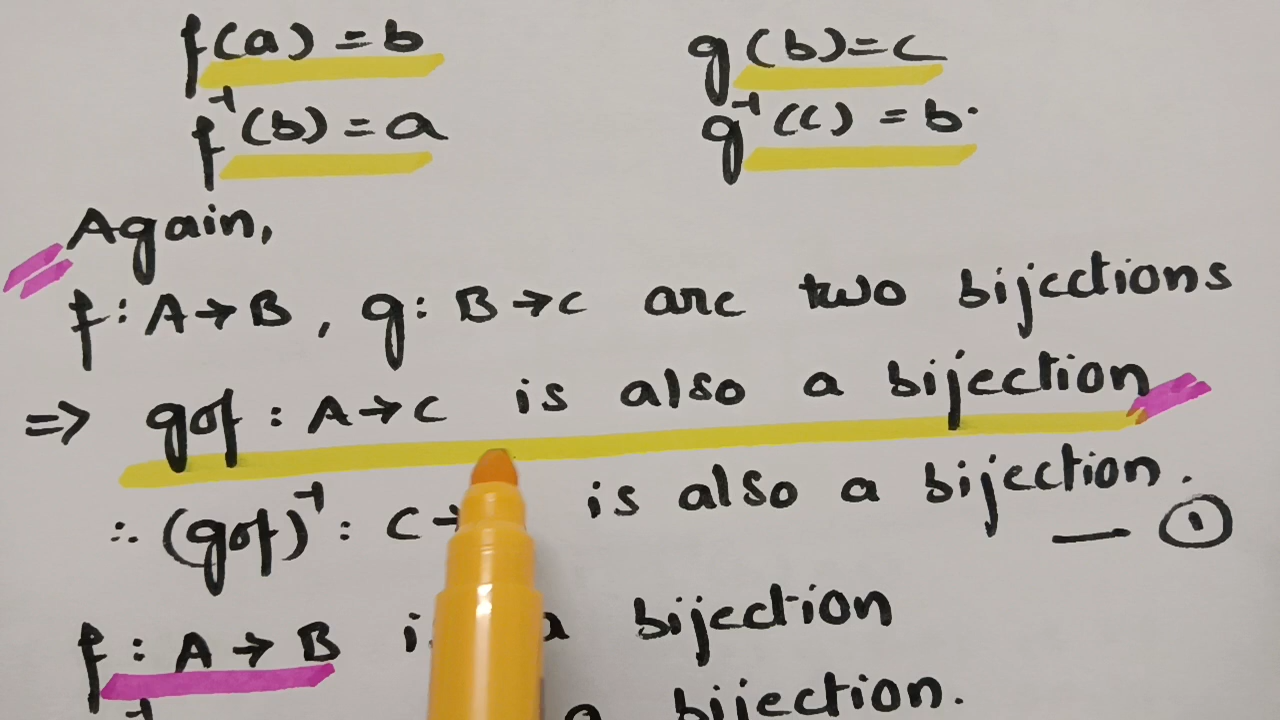 f(a) = b g(b)=c
f⁻¹(b) = a g⁻¹(c) = b.
Again,
f : A→B, g: B→C are two bijections
=> gof : A→C is also a bijection
∴ (gof)⁻¹ : C→ is also a bijection. — ①
f : A → B a bijection
a bijection.